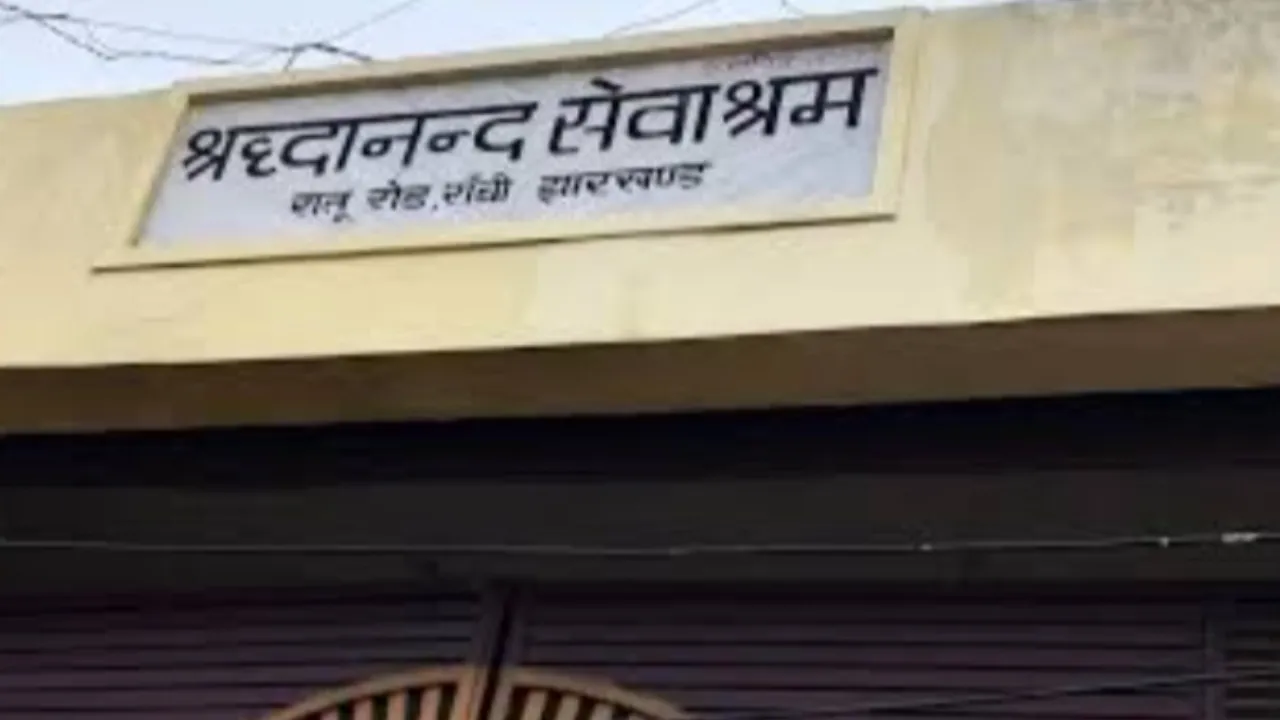 श्रद्धानन्द सेवाश्रम
रातू रोड, राँची झारखण्ड